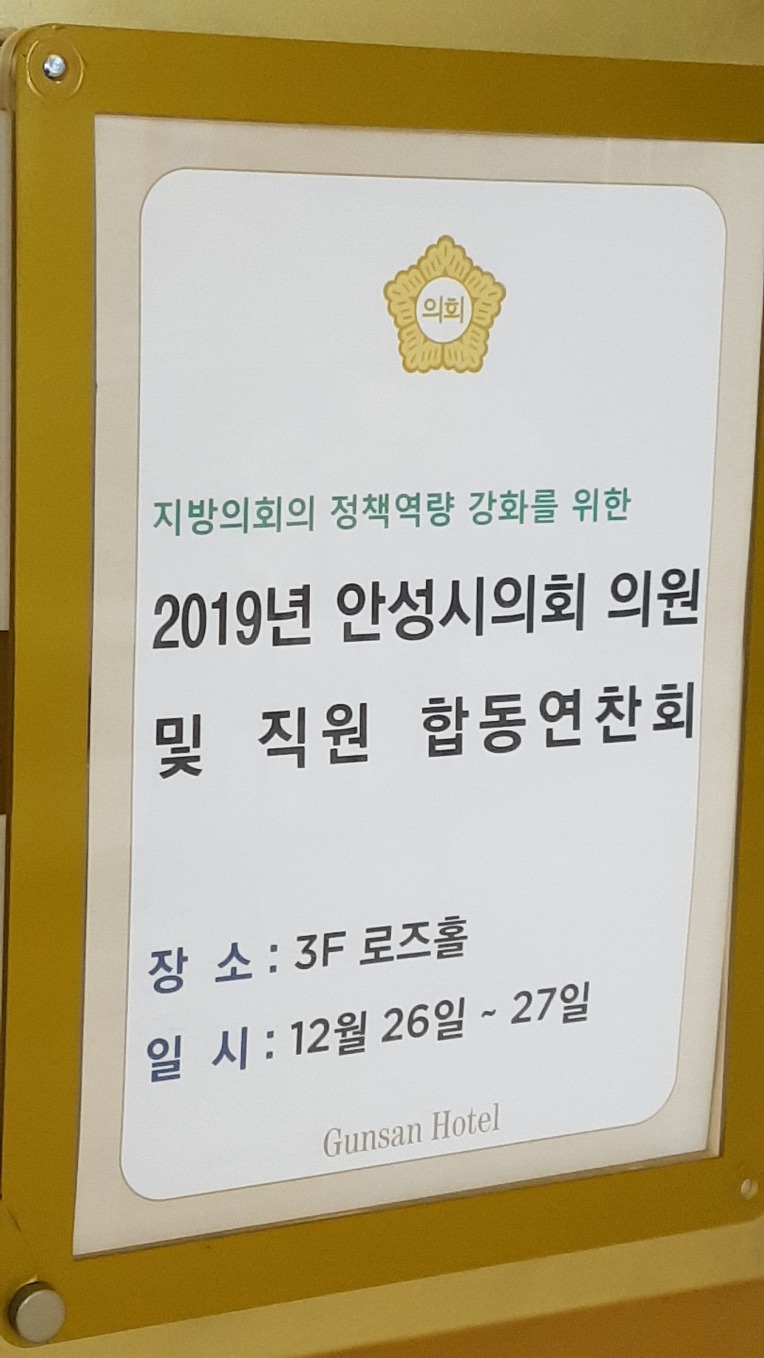 의회
지방의회의 정책역량 강화를 위한
2019년 안성시의회 의원
및 직원 합동연찬회
장 소 : 3F 로즈홀
일 시 : 12월 26일 ~ 27일
Gunsan Hotel